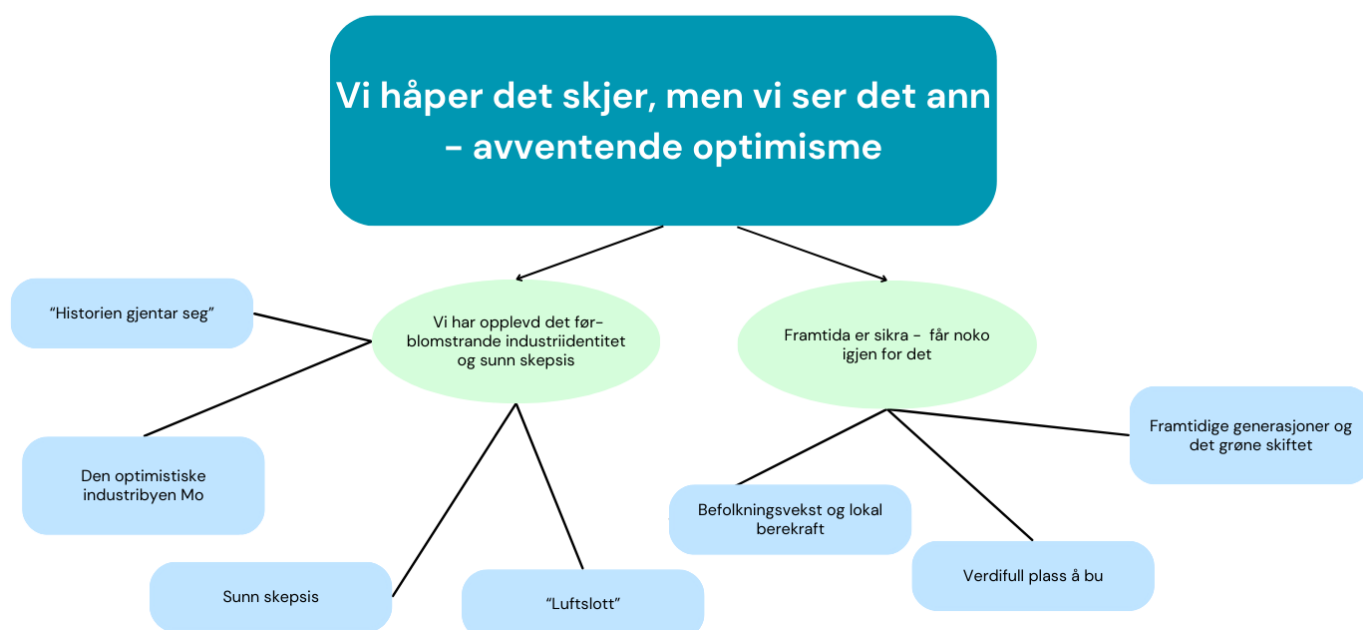 Vi håper det skjer, men vi ser det ann
- avventende optimisme
“Historien gjentar seg”
Vi har opplevd det før-
blomstrande industriidentitet
og sunn skepsis
Framtida er sikra - får noko
igjen for det
Den optimistiske
industribyen Mo
Framtidige generasjoner og
det grøne skiftet
Befolkningsvekst og lokal
berekraft
Sunn skepsis
“Luftslott”
Verdifull plass å bu